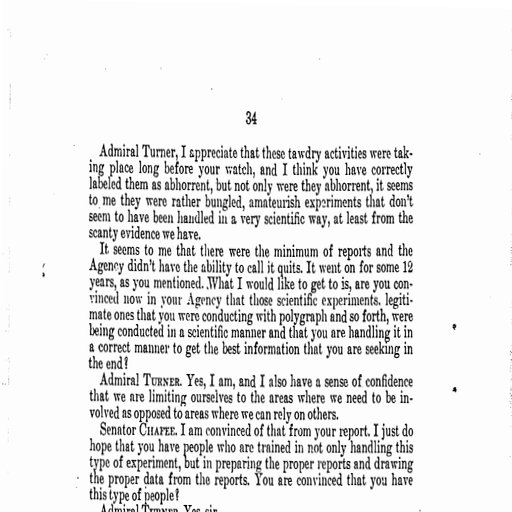 34
Admiral Turner, I appreciate that these tawdry activities were tak-
ing place long before your watch, and I think you have correctly
labeled them as abhorrent, but not only were they abhorrent, it seems
to me they were rather bungled, amateurish experiments that don't
seem to have been handled in a very scientific way, at least from the
scanty evidence we have.
It seems to me that there were the minimum of reports and the
Agency didn't have the ability to call it quits. It went on for some 12
years, as you mentioned. What I would like to get to is, are you con-
vinced now in your Agency that those scientific experiments, legiti-
mate ones that you were conducting with polygraph and so forth, were
being conducted in a scientific manner and that you are handling it in
a correct manner to get the best information that you are seeking in
the end?
Admiral TURNER. Yes, I am, and I also have a sense of confidence
that we are limiting ourselves to the areas where we need to be in-
volved as opposed to areas where we can rely on others.
Senator CHAFEE. I am convinced of that from your report. I just do
hope that you have people who are trained in not only handling this
type of experiment, but in preparing the proper reports and drawing
the proper data from the reports. You are convinced that you have
this type of people?
Admiral TURNER. Yes, sir.